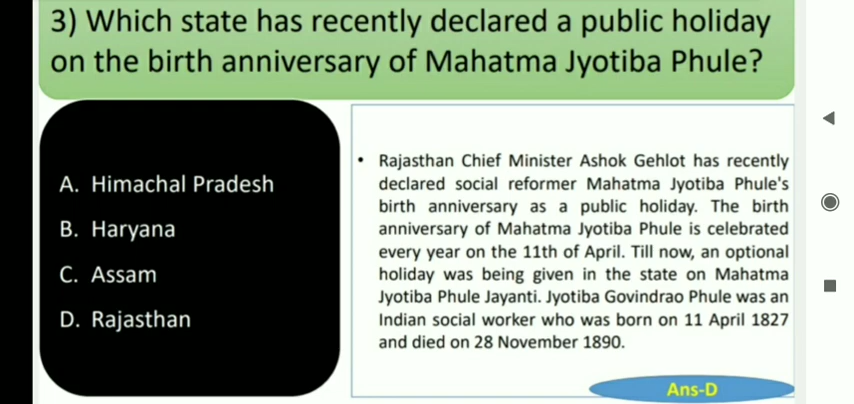 3) Which state has recently declared a public holiday
on the birth anniversary of Mahatma Jyotiba Phule?
A. Himachal Pradesh
B. Haryana
C. Assam
D. Rajasthan
• Rajasthan Chief Minister Ashok Gehlot has recently
declared social reformer Mahatma Jyotiba Phule's
birth anniversary as a public holiday. The birth
anniversary of Mahatma Jyotiba Phule is celebrated
every year on the 11th of April. Till now, an optional
holiday was being given in the state on Mahatma
Jyotiba Phule Jayanti. Jyotiba Govindrao Phule was an
Indian social worker who was born on 11 April 1827
and died on 28 November 1890.
Ans-D